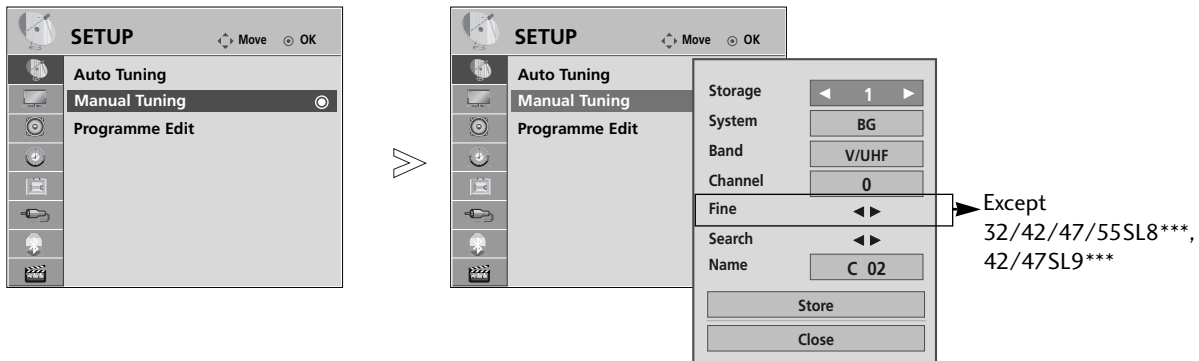 SETUP
Move
OK
Auto Tuning
Manual Tuning
Programme Edit
SETUP
Move
OK
Auto Tuning
Manual Tuning
Programme Edit
Storage
◄ 1 ►
System
BG
Band
V/UHF
Channel
0
Fine
◄ ►
Search
◄ ►
Name
C 02
Store
Close
Except
32/42/47/55SL8***,
42/47SL9***